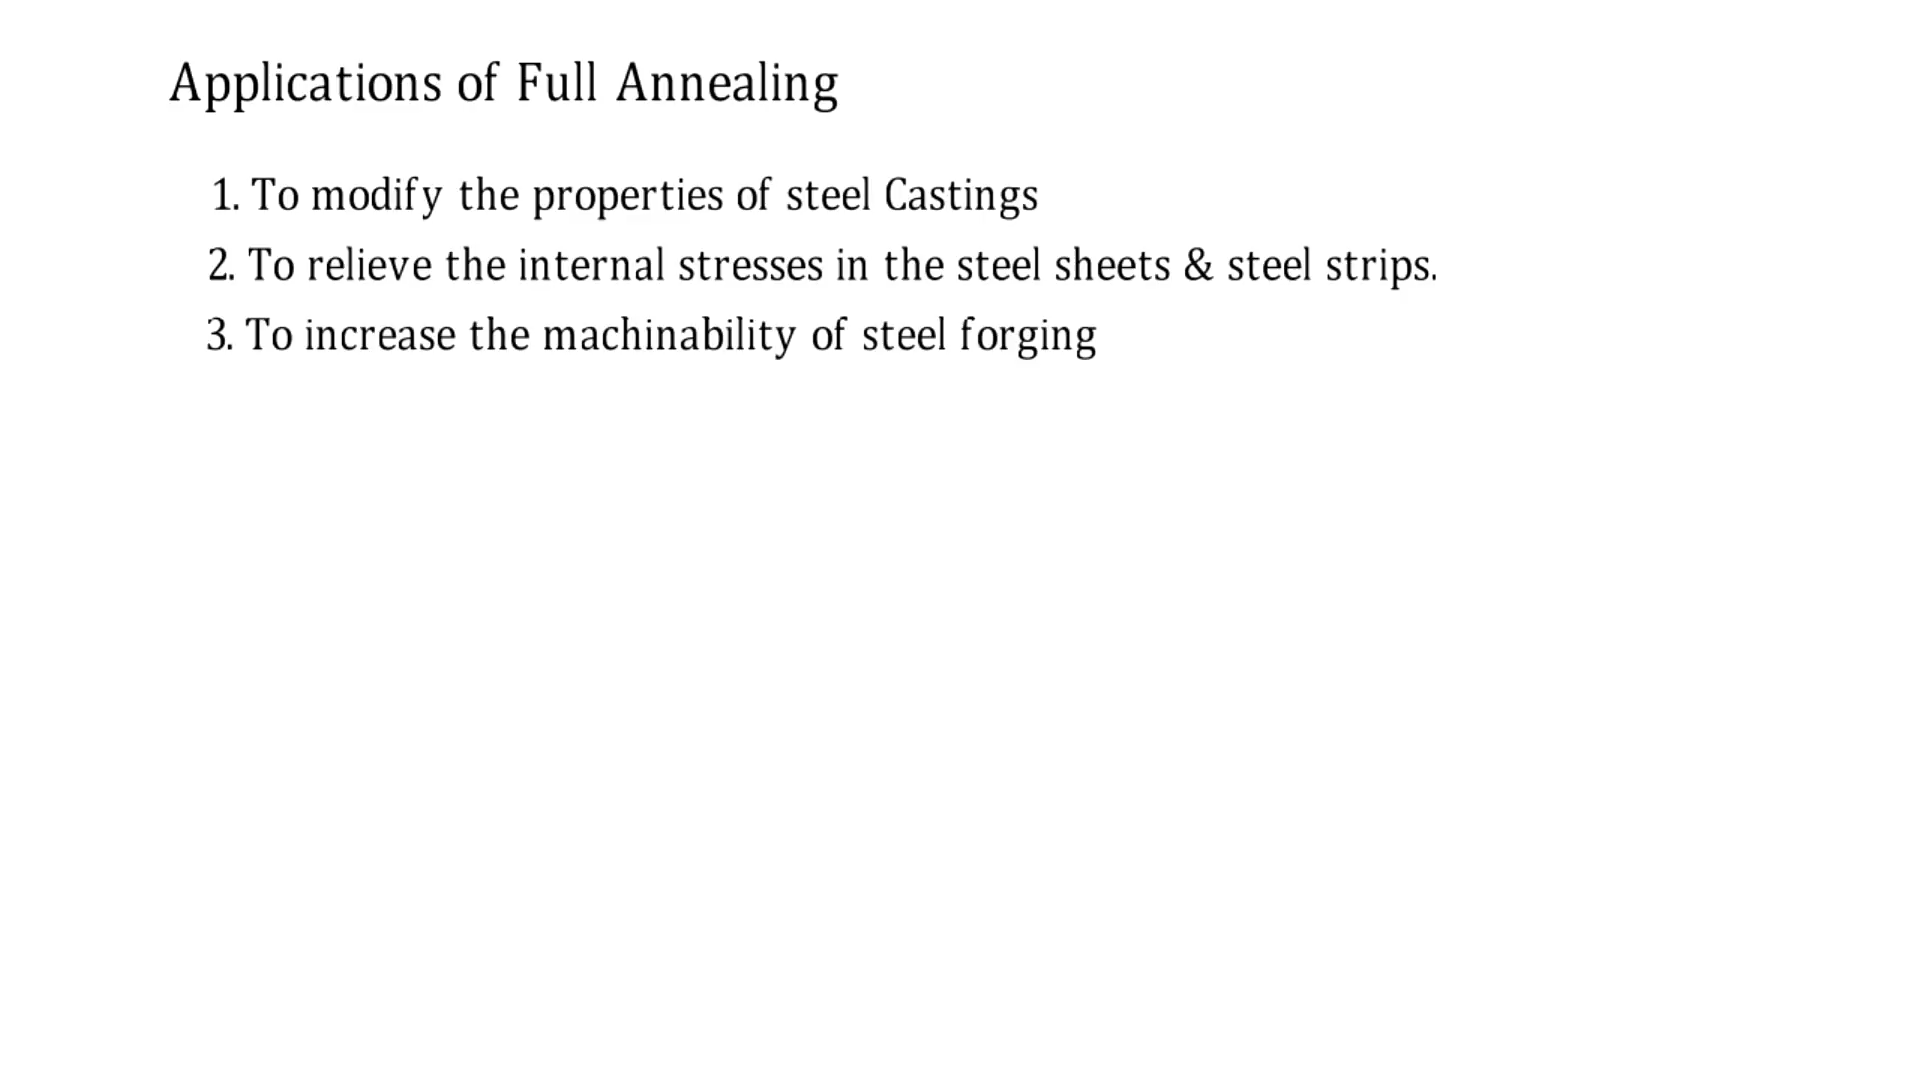 Applications of Full Annealing
1. To modify the properties of steel Castings
2. To relieve the internal stresses in the steel sheets & steel strips.
3. To increase the machinability of steel forging